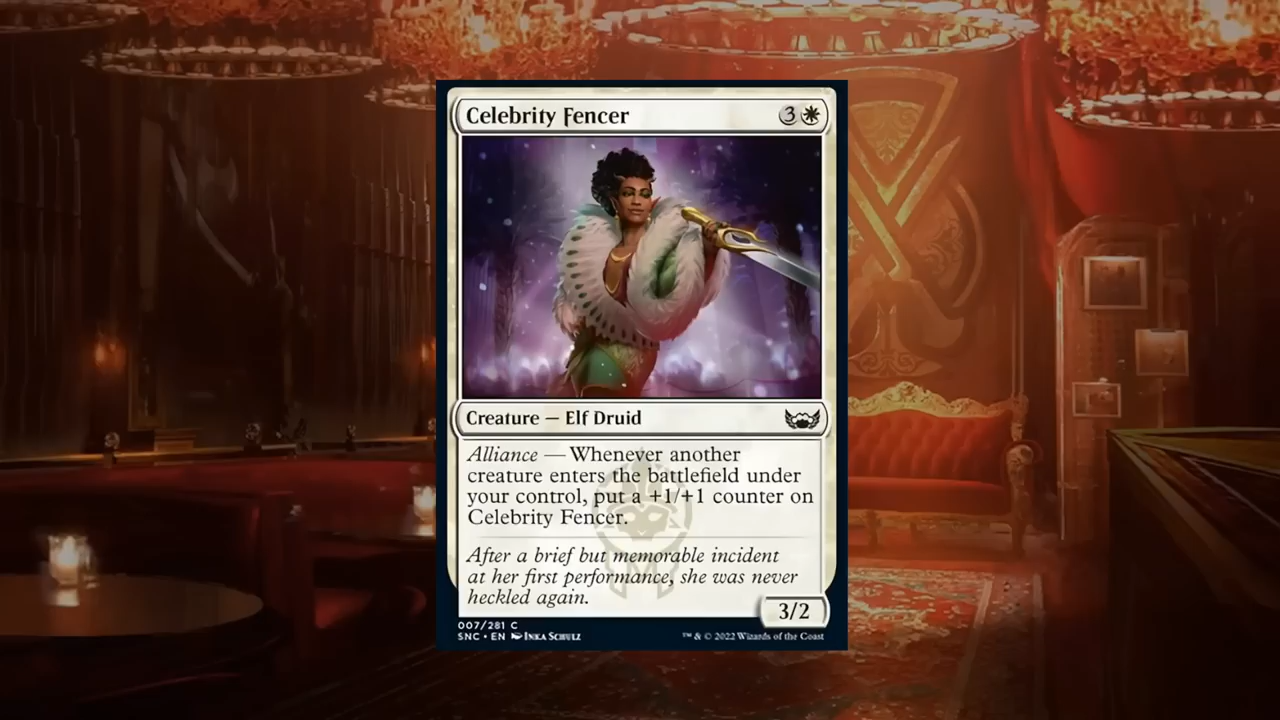 Celebrity Fencer 3
Creature — Elf Druid
Alliance — Whenever another
creature enters the battlefield under
your control, put a +1/+1 counter on
Celebrity Fencer.
After a brief but memorable incident
at her first performance, she was never
heckled again.
3/2
007/281 C
SNC • EN Inka Schulz ™ & © 2022 Wizards of the Coast